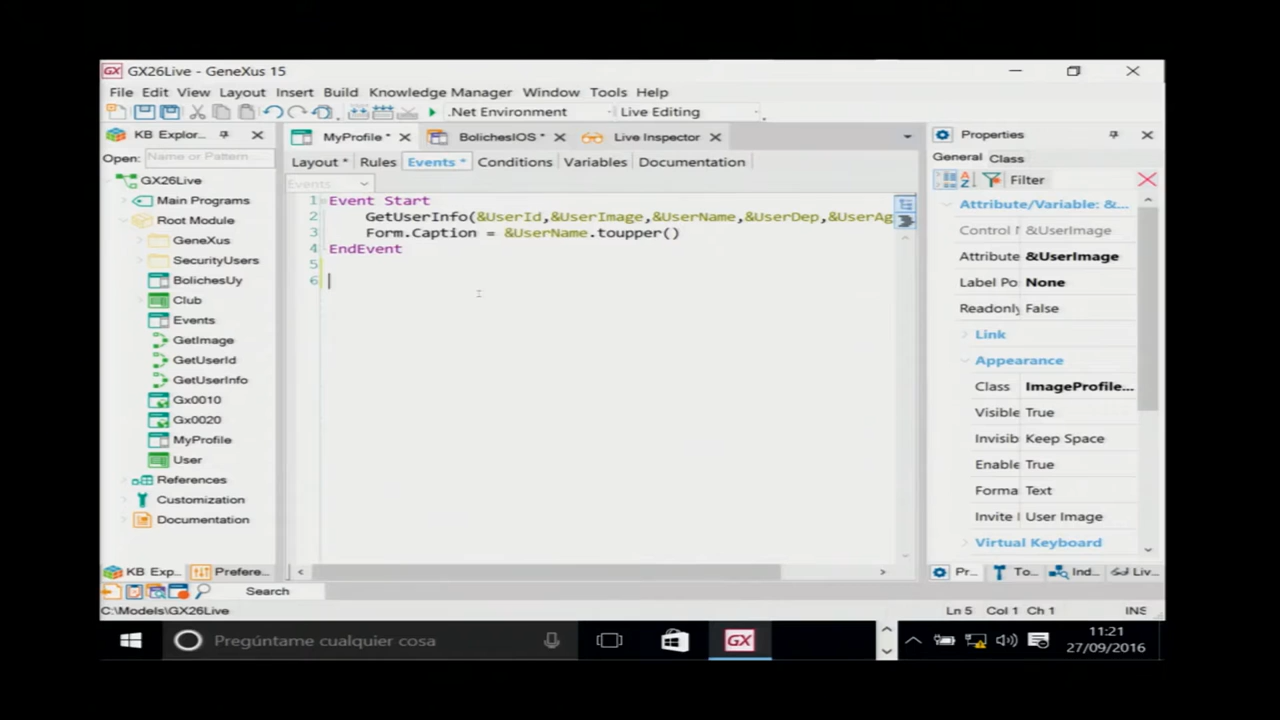 GX26Live - GeneXus 15
File Edit View Layout Insert Build Knowledge Manager Window Tools Help
.Net Environment Live Editing
KB Explor...
MyProfile * BolichesIOS * Live Inspector
Properties
Open: Name or Pattern
Layout * Rules Events * Conditions Variables Documentation
General Class
Filter
GX26Live
Main Programs
Root Module
GeneXus
SecurityUsers
BolichesUy
Club
Events
GetImage
GetUserId
GetUserInfo
Gx0010
Gx0020
MyProfile
User
References
Customization
Documentation
Events
1 Event Start
2 GetUserInfo(&UserId,&UserImage,&UserName,&UserDep,&UserAg
3 Form.Caption = &UserName.toupper()
4 EndEvent
5
6
Attribute/Variable: &...
Control N &UserImage
Attribute &UserImage
Label Po None
Readonly False
Link
Appearance
Class ImageProfile...
Visible True
Invisib Keep Space
Enable True
Forma Text
Invite I User Image
Virtual Keyboard
KB Exp... Prefere...
Pr... To... Ind... Liv...
Search
C:\Models\GX26Live
Ln 5 Col 1 Ch 1 INS
Pregúntame cualquier cosa
GX
11:21
27/09/2016